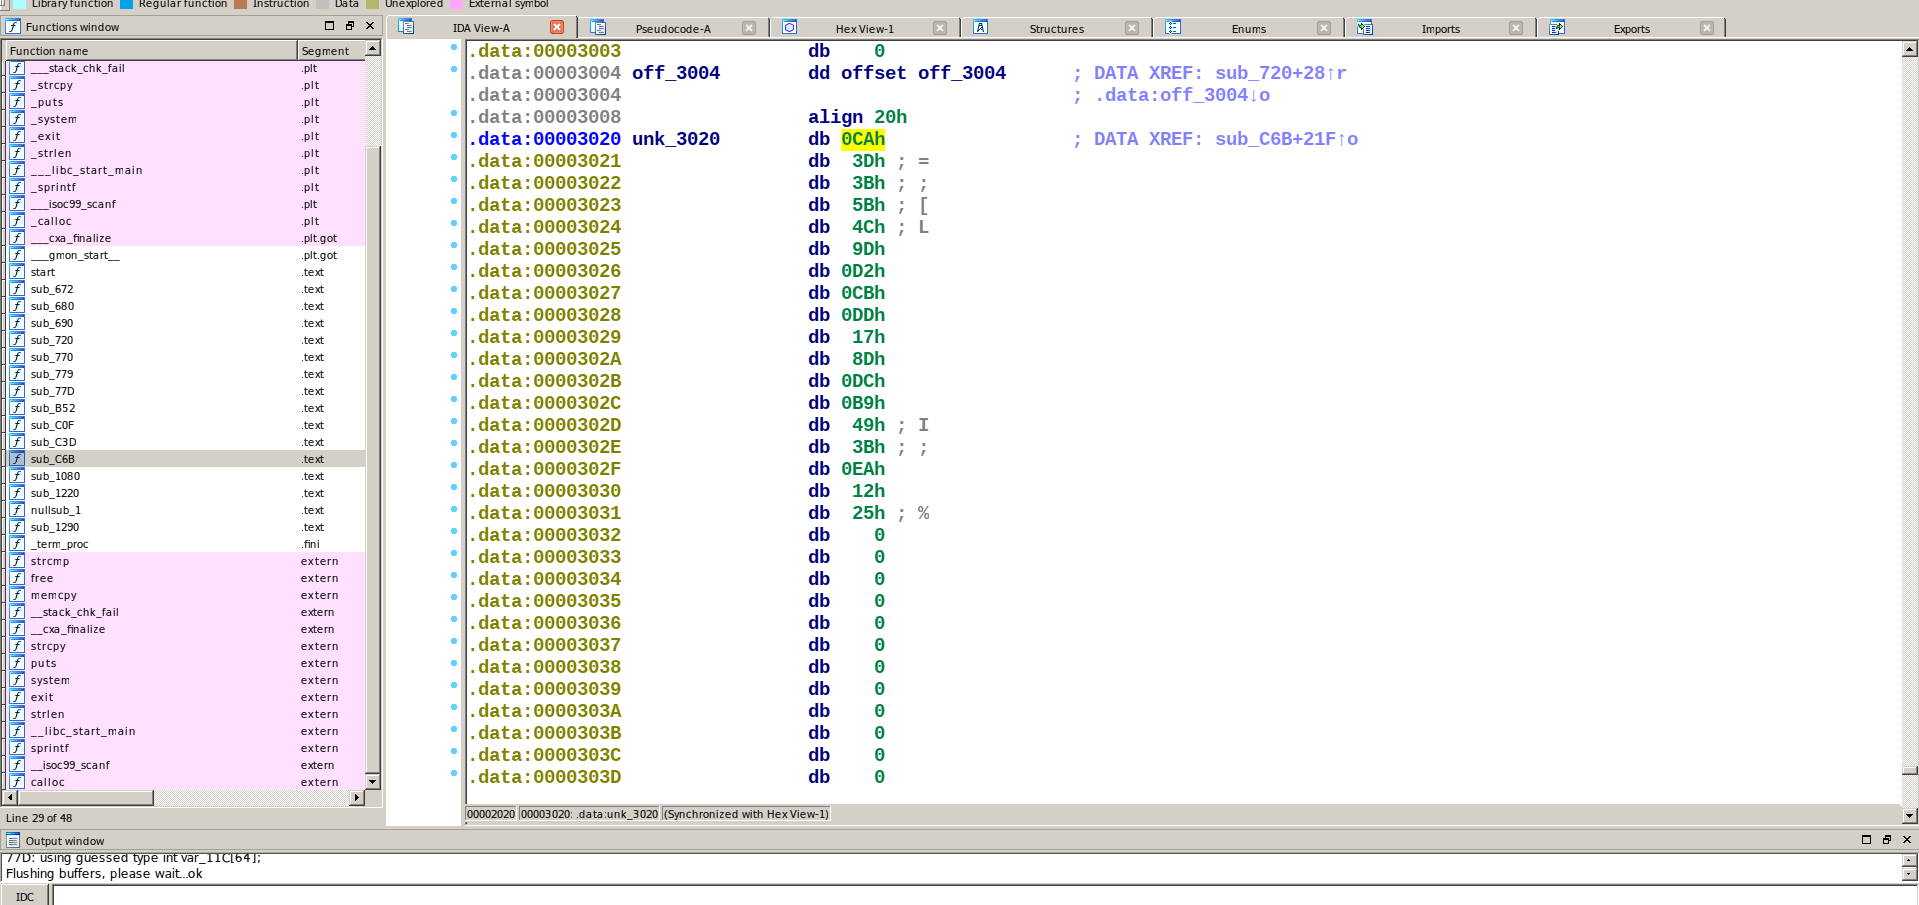 Library function Regular function Instruction Data Unexplored External symbol
Functions window
IDA View-A Pseudocode-A Hex View-1 Structures Enums Imports Exports
Function name Segment
___stack_chk_fail .plt
_strcpy .plt
_puts .plt
_system .plt
_exit .plt
_strlen .plt
___libc_start_main .plt
_sprintf .plt
___isoc99_scanf .plt
_calloc .plt
___cxa_finalize .plt.got
___gmon_start__ .plt.got
start .text
sub_672 .text
sub_680 .text
sub_690 .text
sub_720 .text
sub_770 .text
sub_779 .text
sub_77D .text
sub_B52 .text
sub_C0F .text
sub_C3D .text
sub_C6B .text
sub_1080 .text
sub_1220 .text
nullsub_1 .text
sub_1290 .text
_term_proc .fini
strcmp extern
free extern
memcpy extern
__stack_chk_fail extern
__cxa_finalize extern
strcpy extern
puts extern
system extern
exit extern
strlen extern
__libc_start_main extern
sprintf extern
__isoc99_scanf extern
calloc extern
Line 29 of 48
.data:00003003 db 0
.data:00003004 off_3004 dd offset off_3004 ; DATA XREF: sub_720+28↑r
.data:00003004 ; .data:off_3004↓o
.data:00003008 align 20h
.data:00003020 unk_3020 db 0CAh ; DATA XREF: sub_C6B+21F↑o
.data:00003021 db 3Dh ; =
.data:00003022 db 3Bh ; ;
.data:00003023 db 5Bh ; [
.data:00003024 db 4Ch ; L
.data:00003025 db 9Dh
.data:00003026 db 0D2h
.data:00003027 db 0CBh
.data:00003028 db 0DDh
.data:00003029 db 17h
.data:0000302A db 8Dh
.data:0000302B db 0DCh
.data:0000302C db 0B9h
.data:0000302D db 49h ; I
.data:0000302E db 3Bh ; ;
.data:0000302F db 0EAh
.data:00003030 db 12h
.data:00003031 db 25h ; %
.data:00003032 db 0
.data:00003033 db 0
.data:00003034 db 0
.data:00003035 db 0
.data:00003036 db 0
.data:00003037 db 0
.data:00003038 db 0
.data:00003039 db 0
.data:0000303A db 0
.data:0000303B db 0
.data:0000303C db 0
.data:0000303D db 0
00002020 00003020: .data:unk_3020 (Synchronized with Hex View-1)
Output window
77D: using guessed type int var_11C[64];
Flushing buffers, please wait...ok
IDC